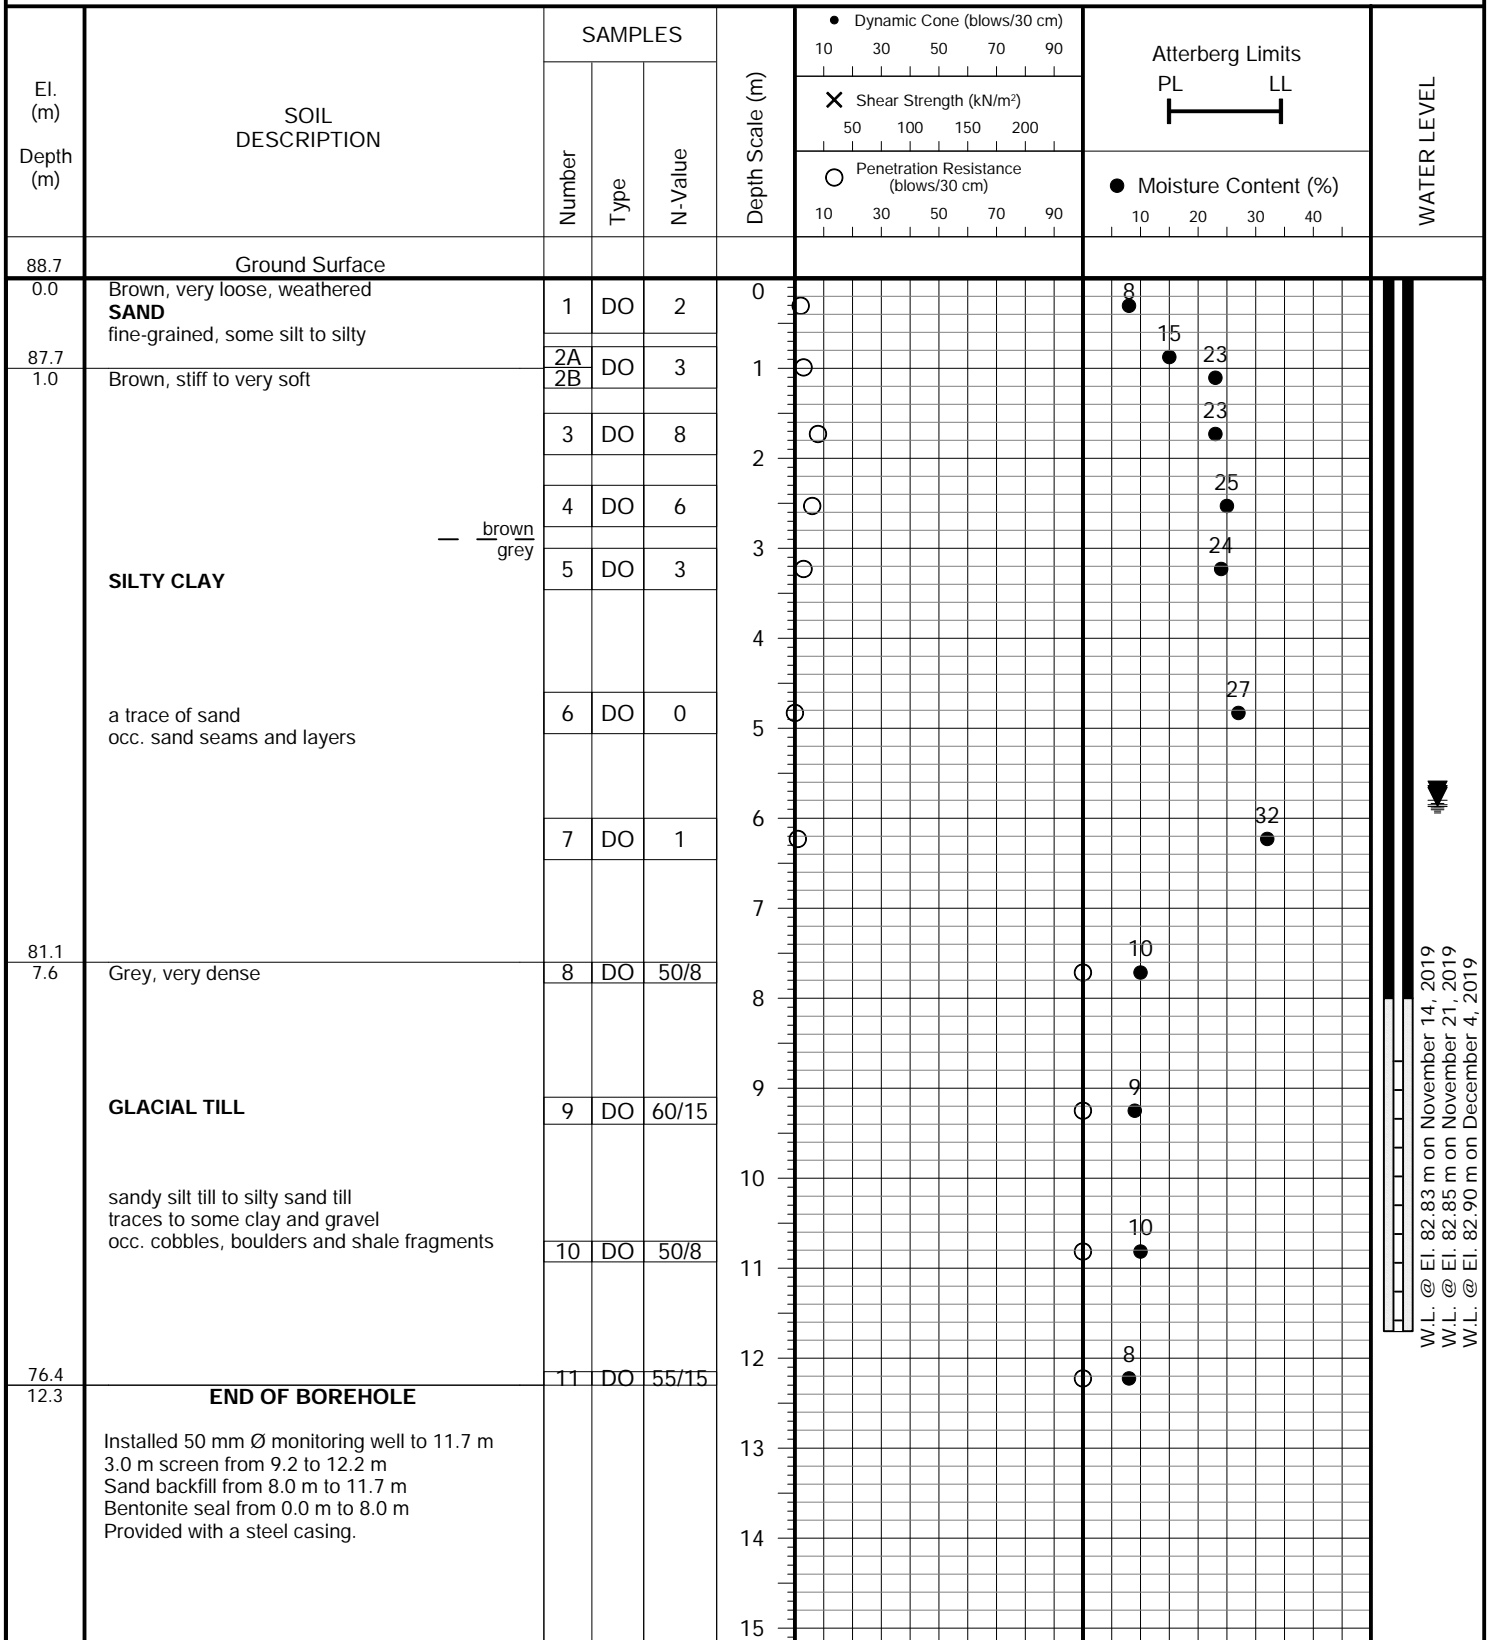 El.
(m)
Depth
(m)
SOIL
DESCRIPTION
SAMPLES
Number
Type
N-Value
Depth Scale (m)
Dynamic Cone (blows/30 cm)
10 30 50 70 90
Shear Strength (kN/m²)
50 100 150 200
Penetration Resistance
(blows/30 cm)
10 30 50 70 90
Atterberg Limits
PL LL
Moisture Content (%)
10 20 30 40
WATER LEVEL
88.7 Ground Surface
0.0 Brown, very loose, weathered
SAND
fine-grained, some silt to silty
1 DO 2
0
8
87.7
2A
2B
DO 3
15
23
1
1.0 Brown, stiff to very soft
3 DO 8
23
2
4 DO 6
25
brown
grey
3
5 DO 3
24
SILTY CLAY
4
a trace of sand
occ. sand seams and layers
6 DO 0
27
5
6
7 DO 1
32
7
81.1
7.6 Grey, very dense
8 DO 50/8
10
8
9
GLACIAL TILL
9 DO 60/15
9
10
sandy silt till to silty sand till
traces to some clay and gravel
occ. cobbles, boulders and shale fragments
10 DO 50/8
10
11
12
76.4
12.3
11 DO 55/15
8
END OF BOREHOLE
Installed 50 mm Ø monitoring well to 11.7 m
3.0 m screen from 9.2 to 12.2 m
Sand backfill from 8.0 m to 11.7 m
Bentonite seal from 0.0 m to 8.0 m
Provided with a steel casing.
13
14
15
W.L. @ El. 82.83 m on November 14, 2019
W.L. @ El. 82.85 m on November 21, 2019
W.L. @ El. 82.90 m on December 4, 2019